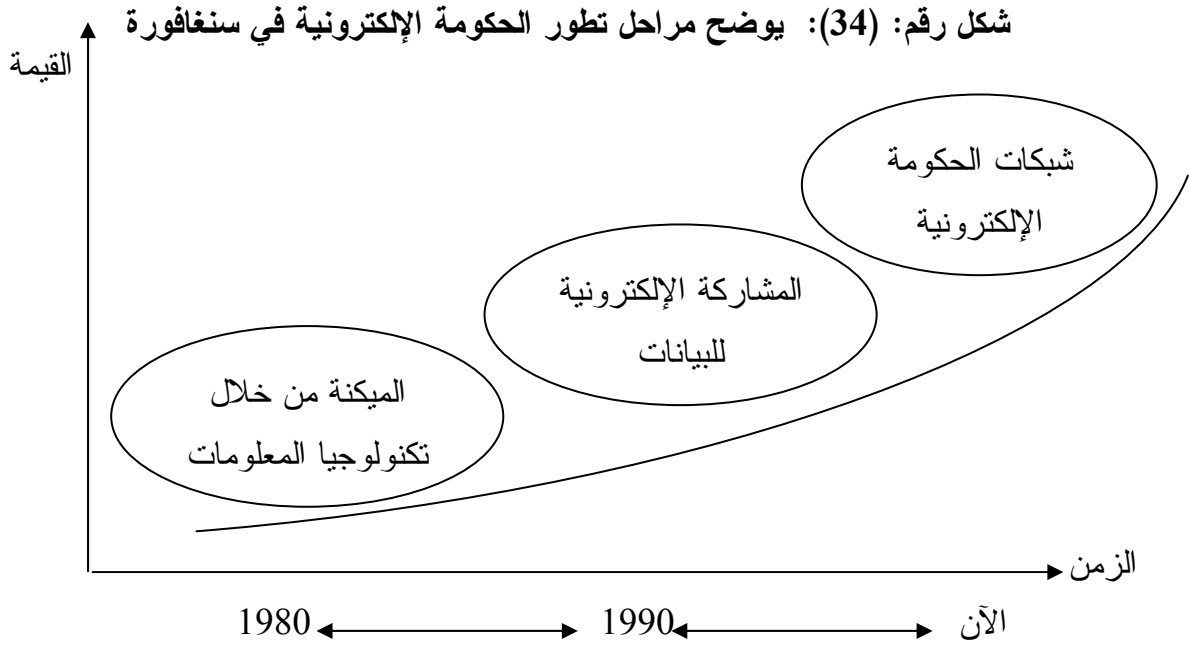 شكل رقم: (34): يوضح مراحل تطور الحكومة الإلكترونية في سنغافورة
القيمة
شبكات الحكومة
الإلكترونية
المشاركة الإلكترونية
للبيانات
الميكنة من خلال
تكنولوجيا المعلومات
الزمن
1980 1990 الآن